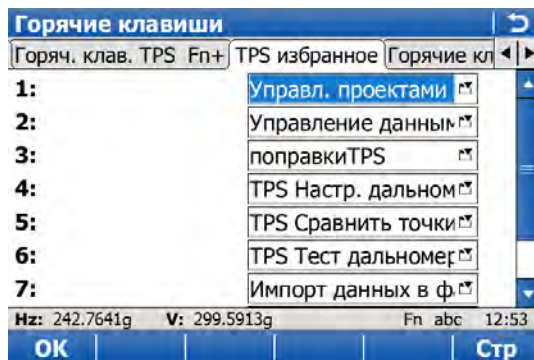 Горячие клавиши
Горяч. клав. TPS Fn+ TPS избранное Горячие кл
1: Управл. проектами
2: Управление данным
3: поправкиTPS
4: TPS Настр. дальном
5: TPS Сравнить точки
6: TPS Тест дальномер
7: Импорт данных в ф
Hz: 242.7641g V: 299.5913g Fn abc 12:53
OK Стр